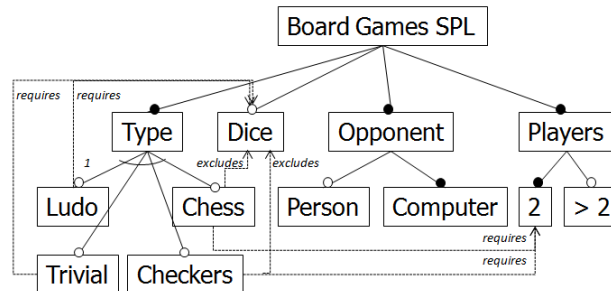 Board Games SPL
requires requires
Type Dice Opponent Players
1 excludes excludes
Ludo Chess Person Computer 2 > 2
requires
requires
Trivial Checkers